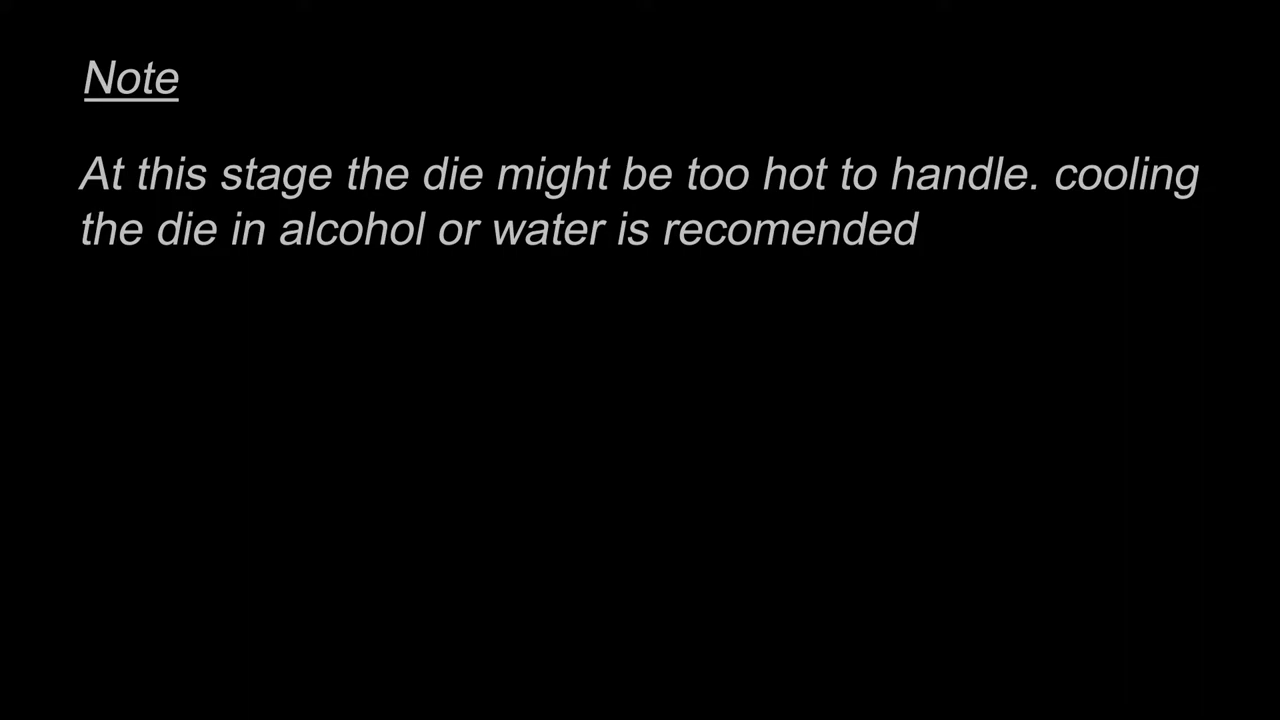 Note
At this stage the die might be too hot to handle. cooling
the die in alcohol or water is recomended